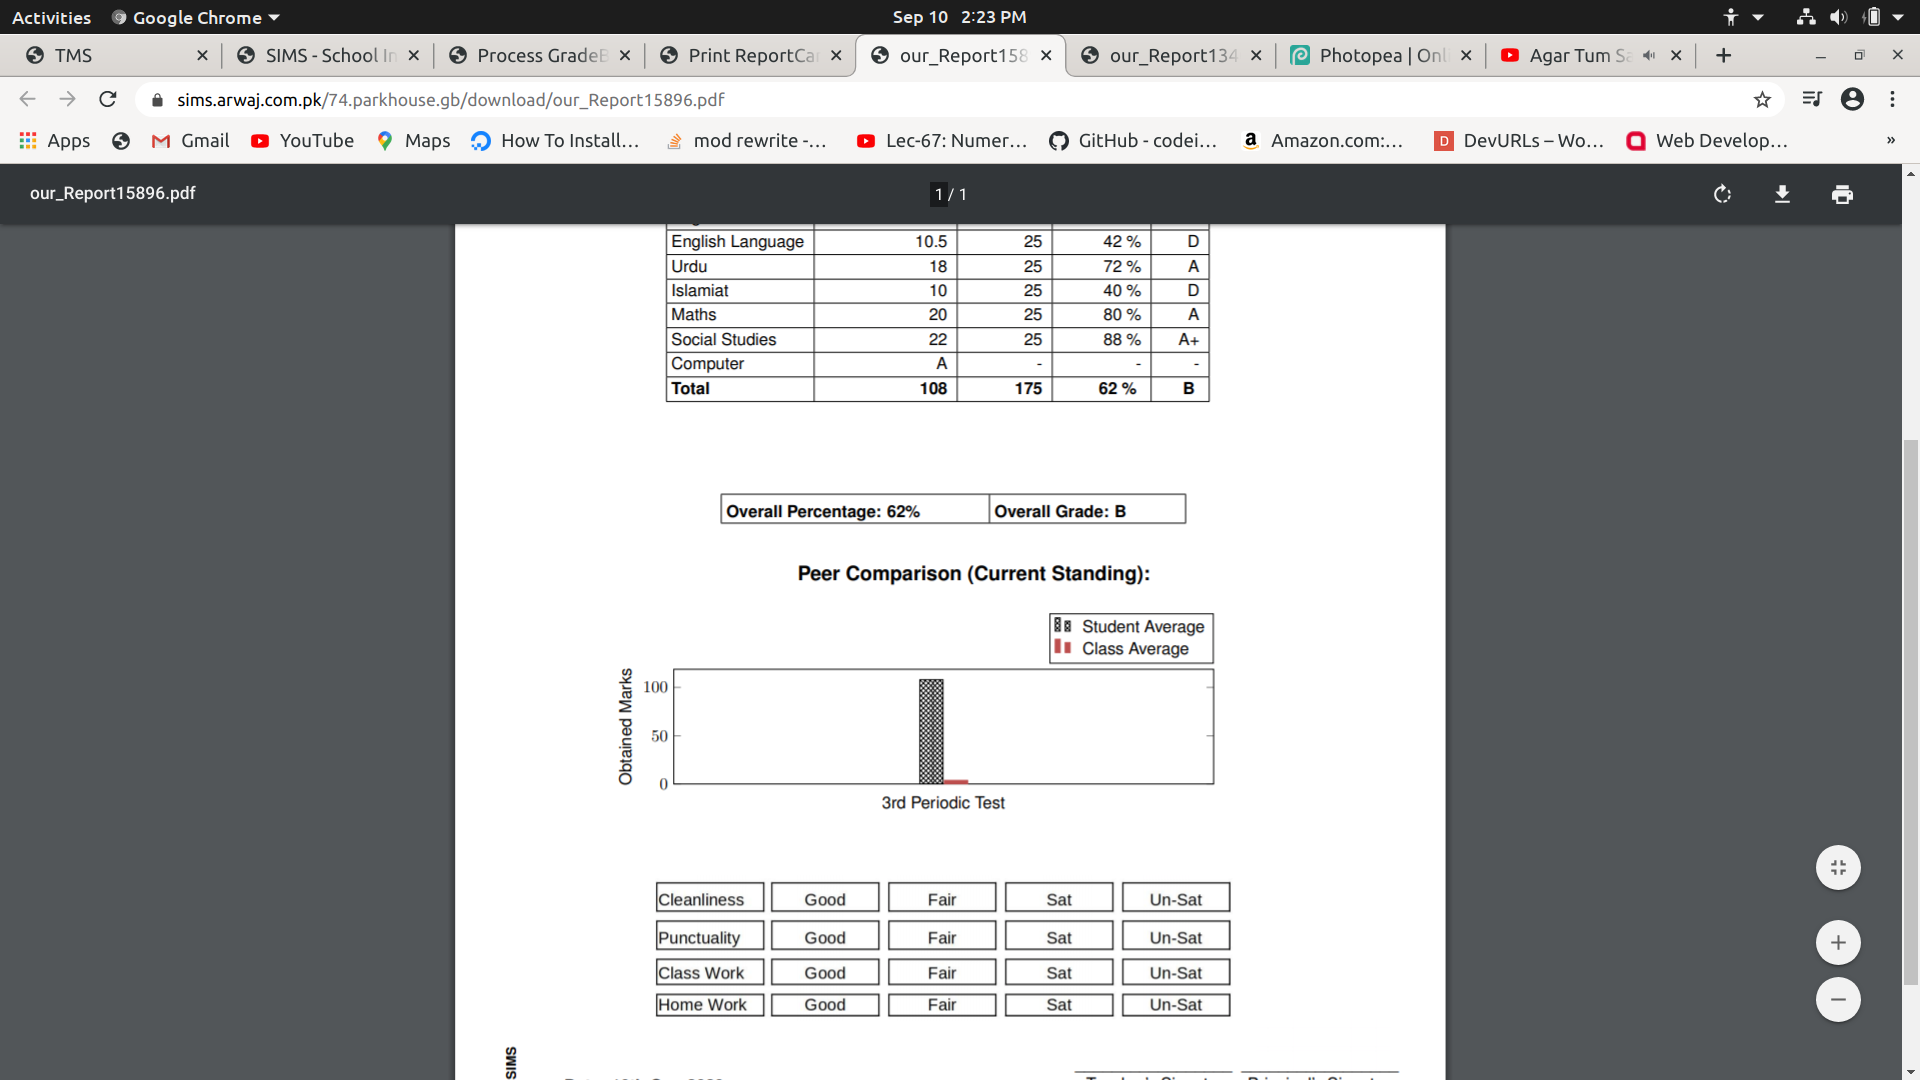 Activities Google Chrome Sep 10 2:23 PM
TMS SIMS - School In Process GradeB Print ReportCa our_Report158 our_Report134 Photopea | Onl Agar Tum Sa
sims.arwaj.com.pk/74.parkhouse.gb/download/our_Report15896.pdf
Apps Gmail YouTube Maps How To Install... mod rewrite -... Lec-67: Numer... GitHub - codei... Amazon.com:... DevURLs – Wo... Web Develop... »
our_Report15896.pdf 1 / 1
English Language 10.5 25 42 % D
Urdu 18 25 72 % A
Islamiat 10 25 40 % D
Maths 20 25 80 % A
Social Studies 22 25 88 % A+
Computer A - - -
Total 108 175 62 % B
Overall Percentage: 62% Overall Grade: B
Peer Comparison (Current Standing):
Student Average
Class Average
Obtained Marks
100
50
0
3rd Periodic Test
Cleanliness Good Fair Sat Un-Sat
Punctuality Good Fair Sat Un-Sat
Class Work Good Fair Sat Un-Sat
Home Work Good Fair Sat Un-Sat
SIMS